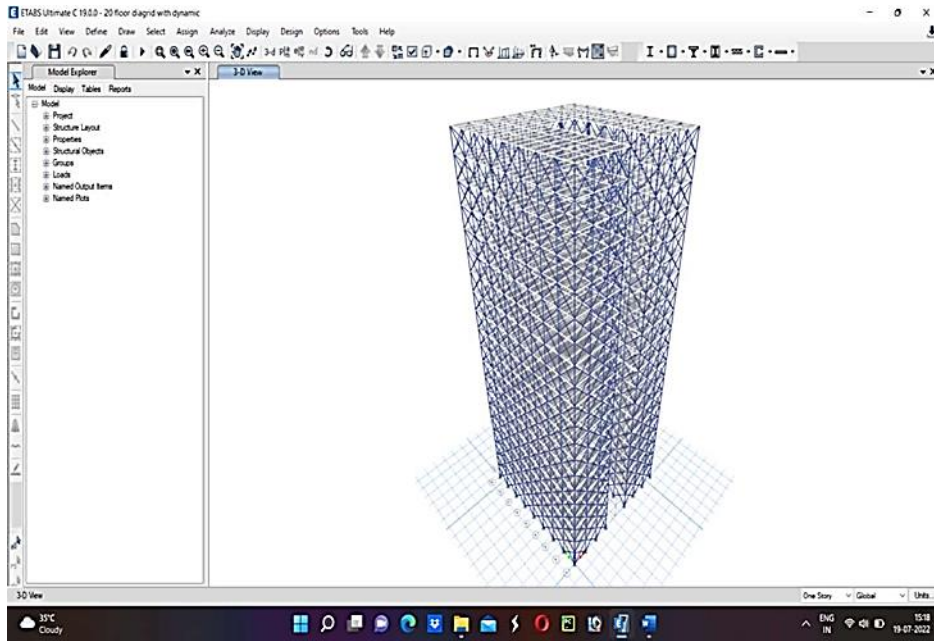 ETABS Ultimate C 19.0.0 - 20 floor diagrid with dynamic
File Edit View Define Draw Select Assign Analyze Display Design Options Tools Help
Model Explorer
3-D View
Model Display Tables Reports
Model
Project
Structure Layout
Properties
Structural Objects
Groups
Loads
Named Output Items
Named Plots
3-D View
One Story
Global
Units...
35°C
Cloudy
ENG
IN
15:18
19-07-2022